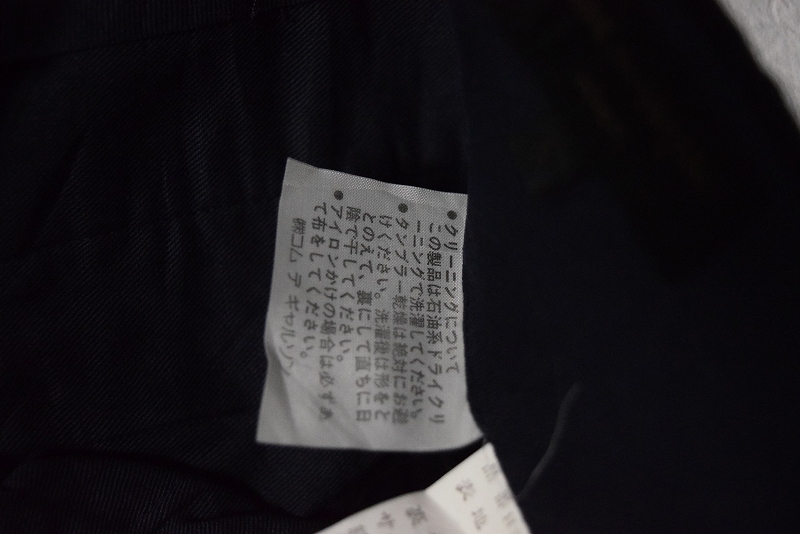 ●クリーニングについて
この製品は石油系ドライクリ
ーニングで洗濯してください。
●タンブラー乾燥は絶対にお避
けください。洗濯後は形をと
とのえて、裏にして直ちに日
陰で干してください。
●アイロンかけの場合は必ずあ
て布をしてください。
㈱コム デ ギャルソン
表地
裏
サ